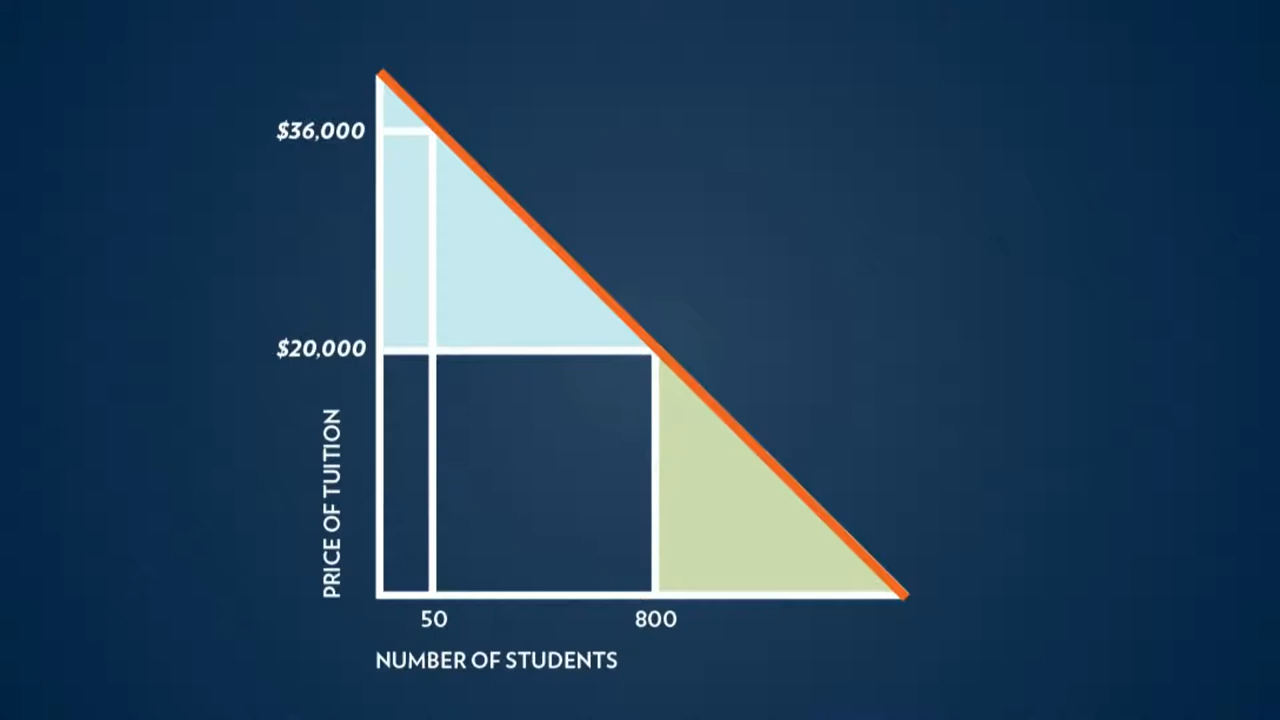 $36,000
$20,000
PRICE OF TUITION
50
800
NUMBER OF STUDENTS